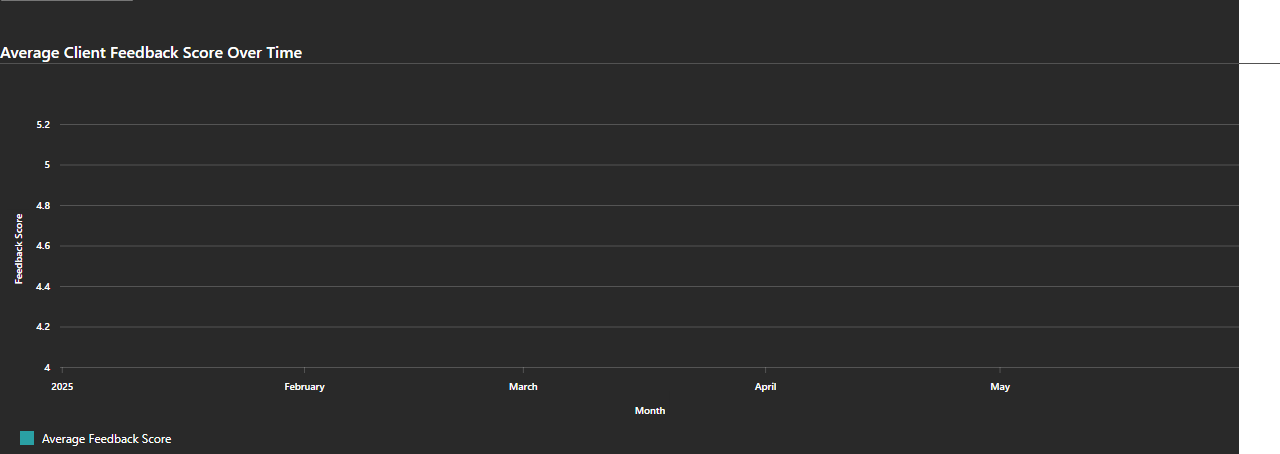 Average Client Feedback Score Over Time
5.2
5
4.8
4.6
4.4
4.2
4
Feedback Score
2025 February March April May
Month
Average Feedback Score